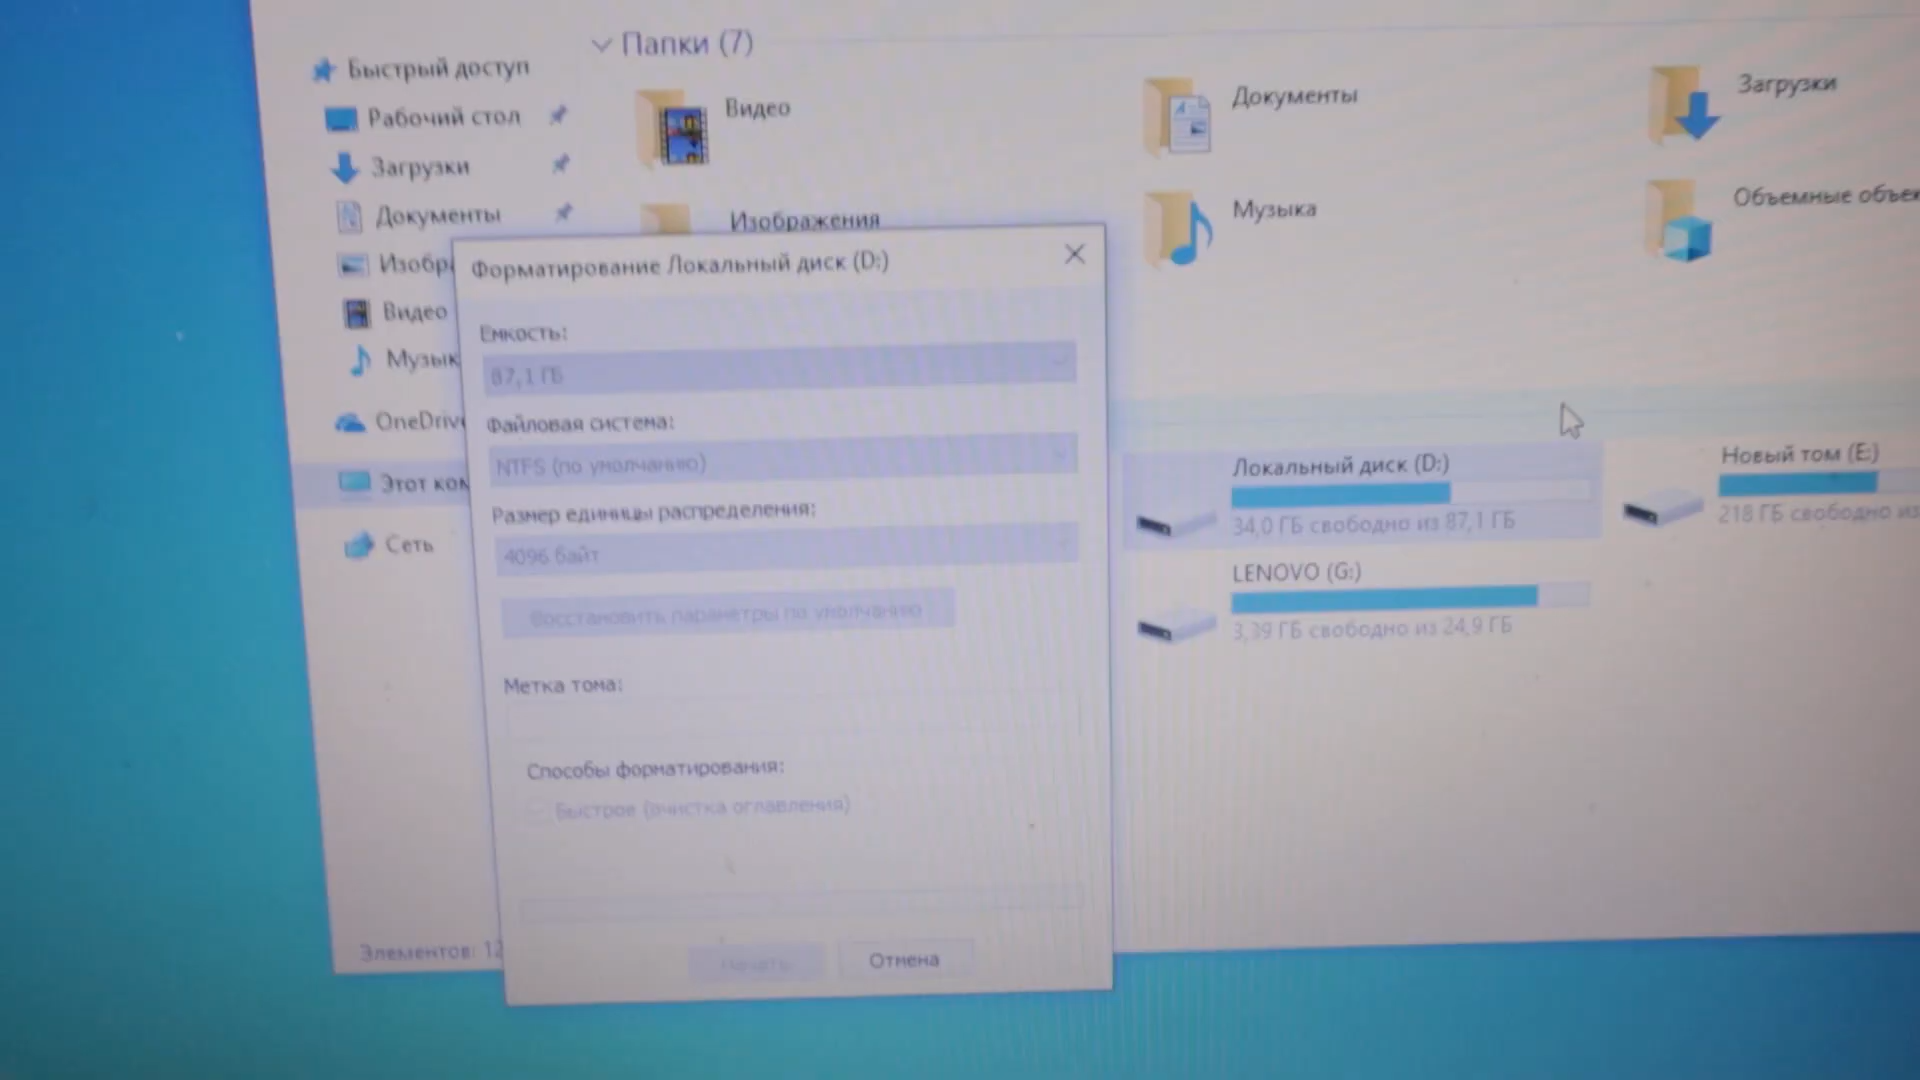 Папки (7)
Быстрый доступ
Рабочий стол
Загрузки
Документы
Изобр
Видео
Музык
OneDrive
Этот ком
Сеть
Элементов: 12
Видео
Документы
Загрузки
Изображения
Музыка
Объемные объек
Форматирование Локальный диск (D:)
Емкость:
87,1 ГБ
Файловая система:
NTFS (по умолчанию)
Размер единицы распределения:
4096 байт
Восстановить параметры по умолчанию
Метка тома:
Способы форматирования:
Быстрое (очистка оглавления)
Начать
Отмена
Локальный диск (D:)
34,0 ГБ свободно из 87,1 ГБ
Новый том (E:)
218 ГБ свободно из
LENOVO (G:)
3,39 ГБ свободно из 24,9 ГБ